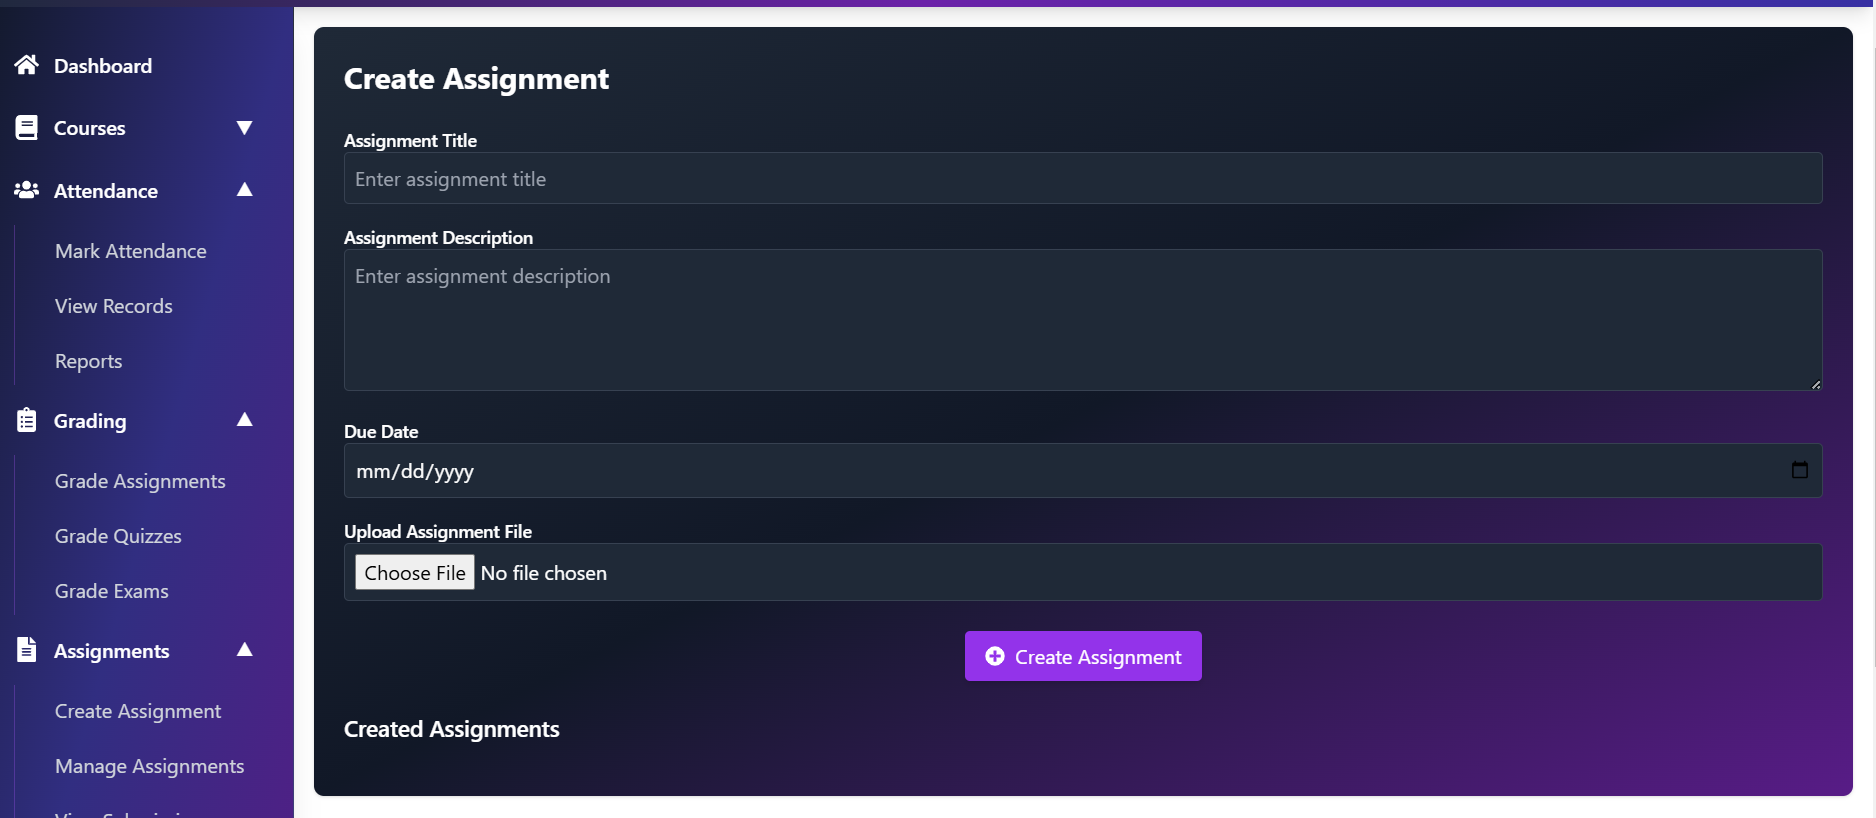 Dashboard
Courses
Attendance
Mark Attendance
View Records
Reports
Grading
Grade Assignments
Grade Quizzes
Grade Exams
Assignments
Create Assignment
Manage Assignments
Create Assignment
Assignment Title
Enter assignment title
Assignment Description
Enter assignment description
Due Date
mm/dd/yyyy
Upload Assignment File
Choose File No file chosen
Create Assignment
Created Assignments